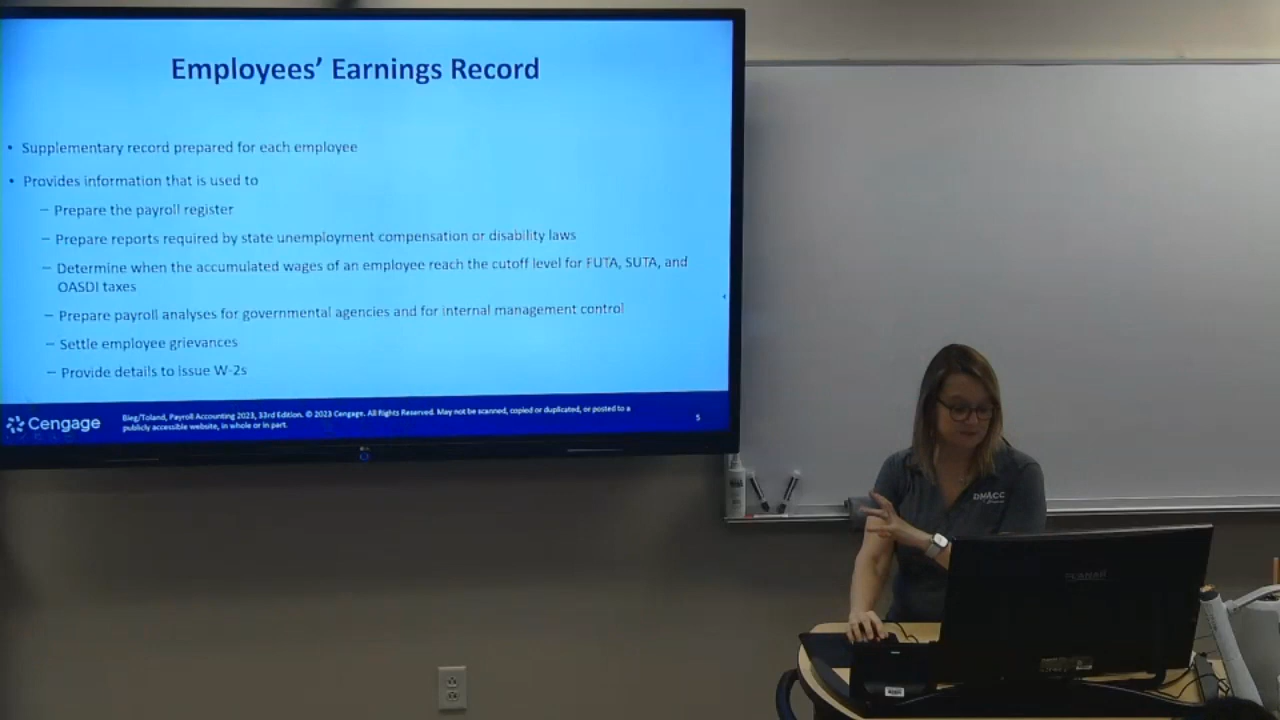 Employees' Earnings Record
• Supplementary record prepared for each employee
• Provides information that is used to
– Prepare the payroll register
– Prepare reports required by state unemployment compensation or disability laws
– Determine when the accumulated wages of an employee reach the cutoff level for FUTA, SUTA, and
OASDI taxes
– Prepare payroll analyses for governmental agencies and for internal management control
– Settle employee grievances
– Provide details to issue W-2s
Cengage
Bieg/Toland, Payroll Accounting 2023, 33rd Edition. © 2023 Cengage. All Rights Reserved. May not be scanned, copied or duplicated, or posted to a
publicly accessible website, in whole or in part.
5
DMACC
PLANAR